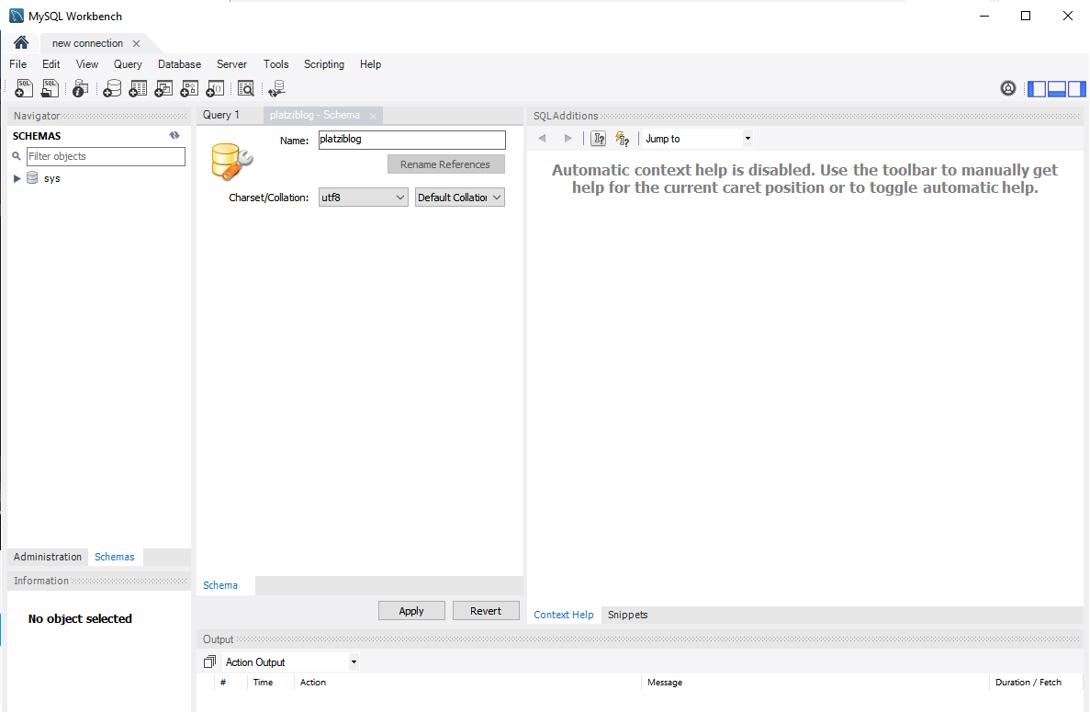 MySQL Workbench
new connection
File Edit View Query Database Server Tools Scripting Help
Navigator
SCHEMAS
Filter objects
sys
Administration Schemas
Information
No object selected
Query 1 platziblog - Schema
Name: platziblog
Rename References
Charset/Collation: utf8 Default Collation
Schema
Apply Revert
SQLAdditions
Jump to
Automatic context help is disabled. Use the toolbar to manually get
help for the current caret position or to toggle automatic help.
Context Help Snippets
Output
Action Output
# Time Action Message Duration / Fetch